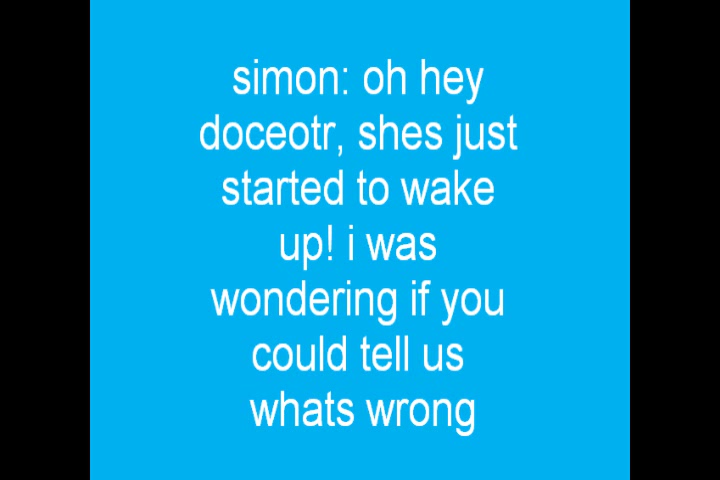 simon: oh hey
doceotr, shes just
started to wake
up! i was
wondering if you
could tell us
whats wrong